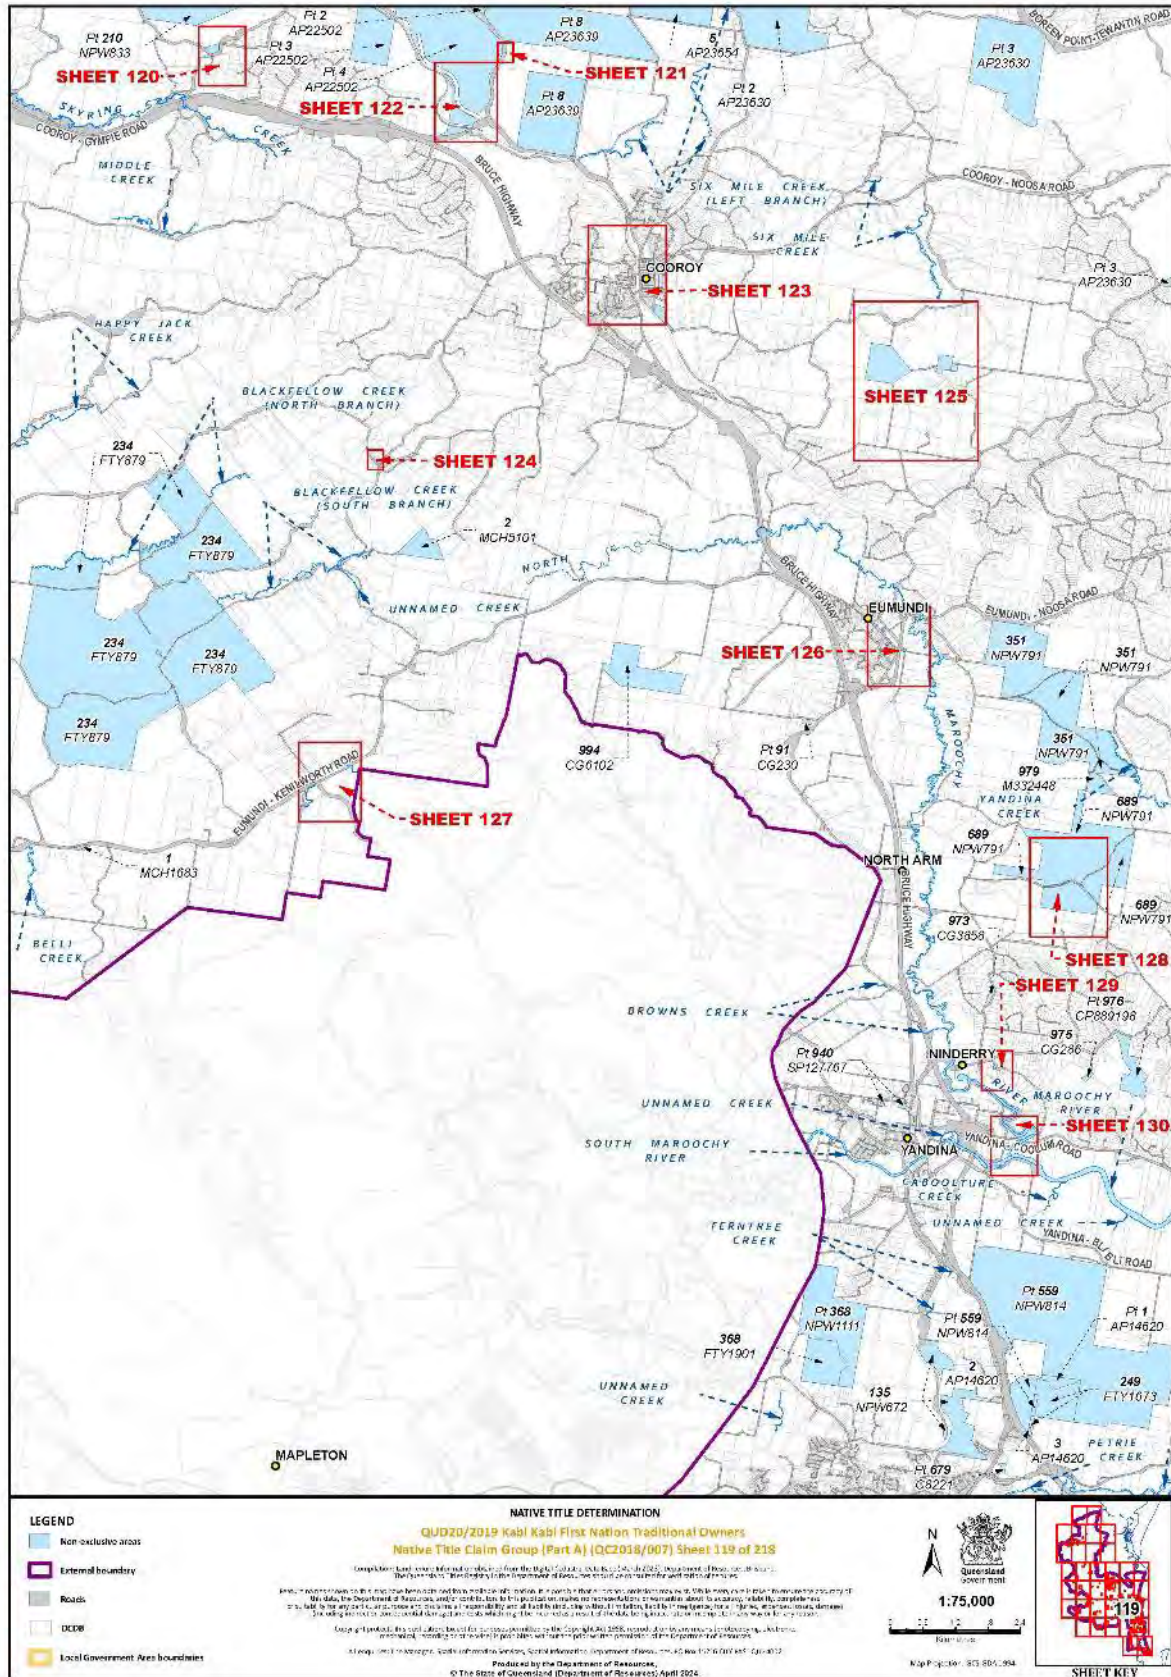 Pt 210
NPW833
Pt 2
AP22502
Pt 3
AP22502
Pt 4
AP22502
Pt 8
AP23639
Pt 8
AP23639
5
AP23654
Pt 2
AP23630
Pt 3
AP23630
BOREEN POINT-TEWANTIN ROAD
SHEET 120
SHEET 121
SHEET 122
SKYRING
CREEK
COOROY - GYMPIE ROAD
MIDDLE
CREEK
BRUCE HIGHWAY
SIX MILE CREEK
(LEFT BRANCH)
COOROY - NOOSA ROAD
SIX MILE
CREEK
COOROY
SHEET 123
Pt 3
AP23630
HAPPY JACK
CREEK
BLACKFELLOW CREEK
(NORTH BRANCH)
SHEET 125
234
FTY879
SHEET 124
BLACKFELLOW CREEK
(SOUTH BRANCH)
2
MCH5101
234
FTY879
NORTH
BRUCE HIGHWAY
UNNAMED CREEK
EUMUNDI
EUMUNDI - NOOSA ROAD
234
FTY879
234
FTY879
SHEET 126
351
NPW791
351
NPW791
234
FTY879
994
CG6102
Pt 91
CG230
MAROOCHY
351
NPW791
979
M332448
YANDINA
CREEK
689
NPW791
EUMUNDI - KENILWORTH ROAD
SHEET 127
1
MCH1683
689
NPW791
NORTH ARM
BRUCE HIGHWAY
689
NPW791
973
CG3656
BELLI
CREEK
SHEET 128
SHEET 129
Pt 976
CP889198
BROWNS CREEK
975
CG286
Pt 940
SP127767
NINDERRY
RIVER
MAROOCHY
RIVER
UNNAMED CREEK
SHEET 130
SOUTH MAROOCHY
RIVER
YANDINA
YANDINA - COOLUM ROAD
CABOOLTURE
CREEK
FERNTREE
CREEK
UNNAMED CREEK
YANDINA - BLI BLI ROAD
Pt 368
NPW1111
Pt 559
NPW814
Pt 559
NPW814
Pt 1
AP14620
368
FTY1901
2
AP14620
249
FTY1673
UNNAMED
CREEK
135
NPW672
3
AP14620
PETRIE
CREEK
MAPLETON
Pt 679
C8221
LEGEND
Non-exclusive areas
External boundary
Roads
DCDB
Local Government Area boundaries
NATIVE TITLE DETERMINATION
QUD20/2019 Kabi Kabi First Nation Traditional Owners
Native Title Claim Group (Part A) (QC2018/007) Sheet 119 of 218
Produced by the Department of Resources,
© The State of Queensland (Department of Resources) April 2024
N
Queensland
Government
1:75,000
Kilometres
119
SHEET KEY